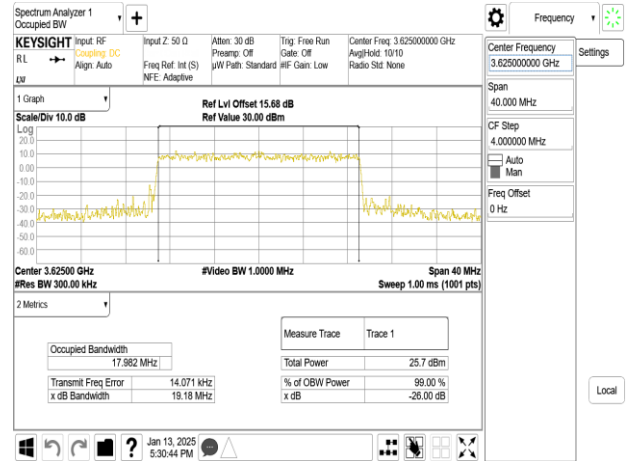 Spectrum Analyzer 1
Occupied BW
+
Frequency
KEYSIGHT
RL
LXI
Input: RF
Coupling: DC
Align: Auto
Input Z: 50 Ω
Freq Ref: Int (S)
NFE: Adaptive
Atten: 30 dB
Preamp: Off
µW Path: Standard
Trig: Free Run
Gate: Off
#IF Gain: Low
Center Freq: 3.625000000 GHz
Avg|Hold: 10/10
Radio Std: None
Center Frequency
3.625000000 GHz
Settings
Span
40.000 MHz
CF Step
4.000000 MHz
Auto
Man
Freq Offset
0 Hz
Local
1 Graph
Scale/Div 10.0 dB
Ref Lvl Offset 15.68 dB
Ref Value 30.00 dBm
Log
20.0
10.0
0.00
-10.0
-20.0
-30.0
-40.0
-50.0
-60.0
Center 3.62500 GHz
#Res BW 300.00 kHz
#Video BW 1.0000 MHz
Span 40 MHz
Sweep 1.00 ms (1001 pts)
2 Metrics
Measure Trace Trace 1
Occupied Bandwidth
17.982 MHz
Total Power 25.7 dBm
Transmit Freq Error 14.071 kHz
% of OBW Power 99.00 %
x dB Bandwidth 19.18 MHz
x dB -26.00 dB
?
Jan 13, 2025
5:30:44 PM